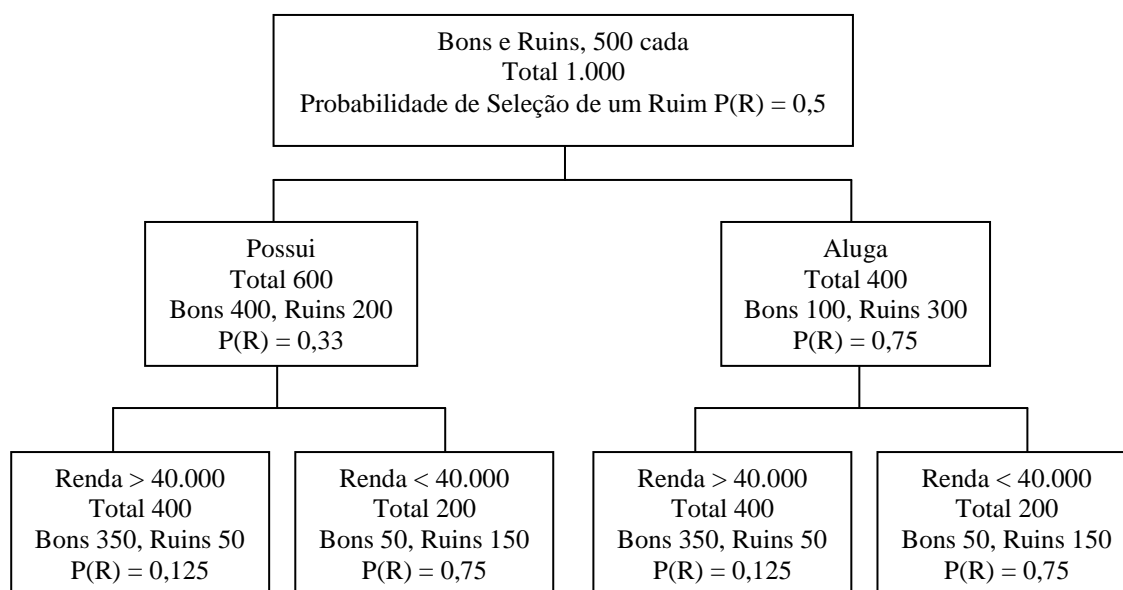 Bons e Ruins, 500 cada
Total 1.000
Probabilidade de Seleção de um Ruim P(R) = 0,5
Possui
Total 600
Bons 400, Ruins 200
P(R) = 0,33
Aluga
Total 400
Bons 100, Ruins 300
P(R) = 0,75
Renda > 40.000
Total 400
Bons 350, Ruins 50
P(R) = 0,125
Renda < 40.000
Total 200
Bons 50, Ruins 150
P(R) = 0,75
Renda > 40.000
Total 400
Bons 350, Ruins 50
P(R) = 0,125
Renda < 40.000
Total 200
Bons 50, Ruins 150
P(R) = 0,75